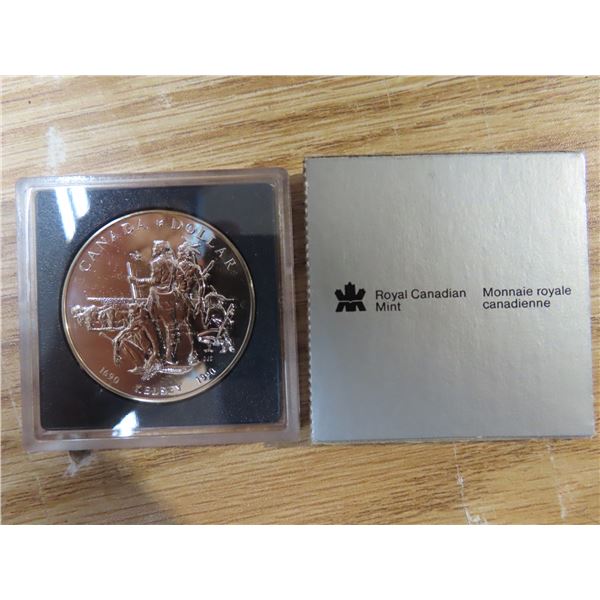 CANADA DOLLAR
1690 KELSEY 1990
Royal Canadian
Mint
Monnaie royale
canadienne